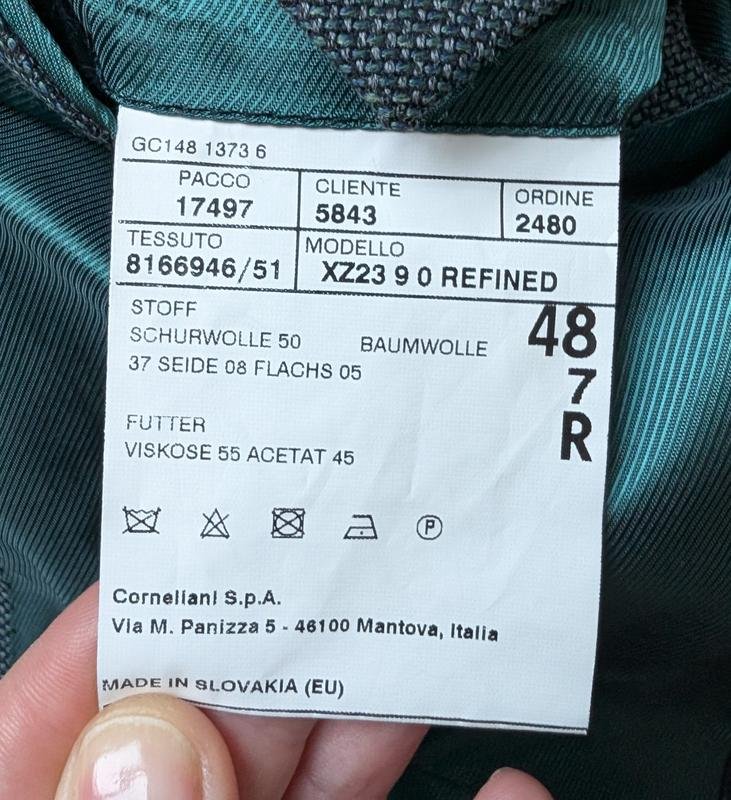 GC148 1373 6
PACCO CLIENTE ORDINE
17497 5843 2480
TESSUTO MODELLO
8166946/51 XZ23 9 0 REFINED
STOFF 48
SCHURWOLLE 50 BAUMWOLLE
37 SEIDE 08 FLACHS 05 7
FUTTER R
VISKOSE 55 ACETAT 45
P
Corneliani S.p.A.
Via M. Panizza 5 - 46100 Mantova, Italia
MADE IN SLOVAKIA (EU)